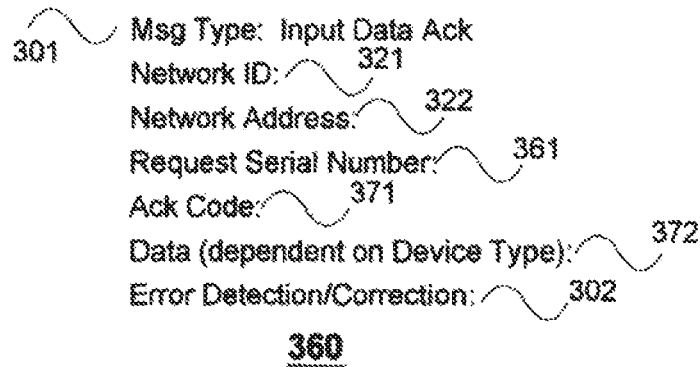 301 Msg Type: Input Data Ack
Network ID: 321
Network Address: 322
Request Serial Number: 361
Ack Code: 371
Data (dependent on Device Type): 372
Error Detection/Correction: 302
360